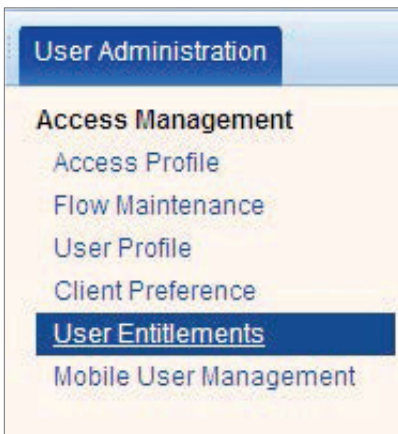 User Administration
Access Management
Access Profile
Flow Maintenance
User Profile
Client Preference
User Entitlements
Mobile User Management